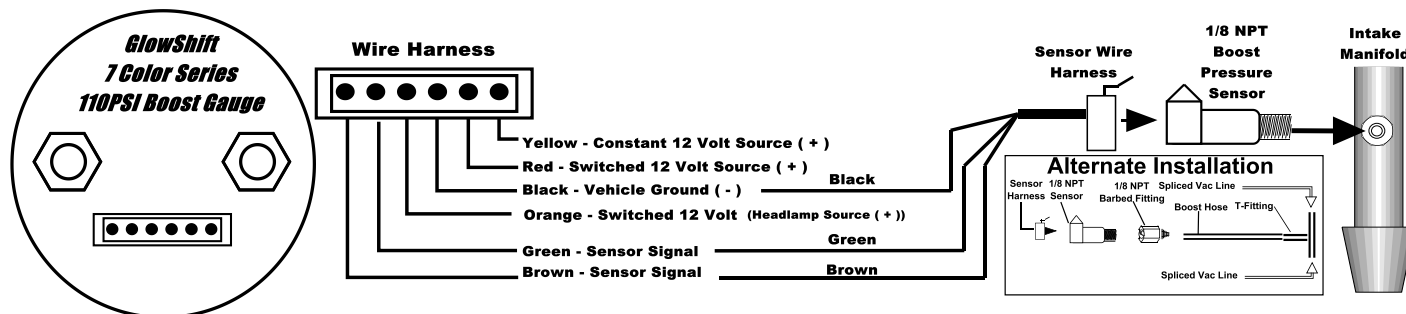 GlowShift
7 Color Series
110PSI Boost Gauge
Wire Harness
Yellow - Constant 12 Volt Source ( + )
Red - Switched 12 Volt Source ( + )
Black - Vehicle Ground ( - )
Black
Orange - Switched 12 Volt (Headlamp Source ( + ))
Green - Sensor Signal
Green
Brown - Sensor Signal
Brown
Sensor Wire
Harness
1/8 NPT
Boost
Pressure
Sensor
Intake
Manifold
Alternate Installation
Sensor
Harness
1/8 NPT
Sensor
1/8 NPT
Barbed Fitting
Spliced Vac Line
Boost Hose
T-Fitting
Spliced Vac Line